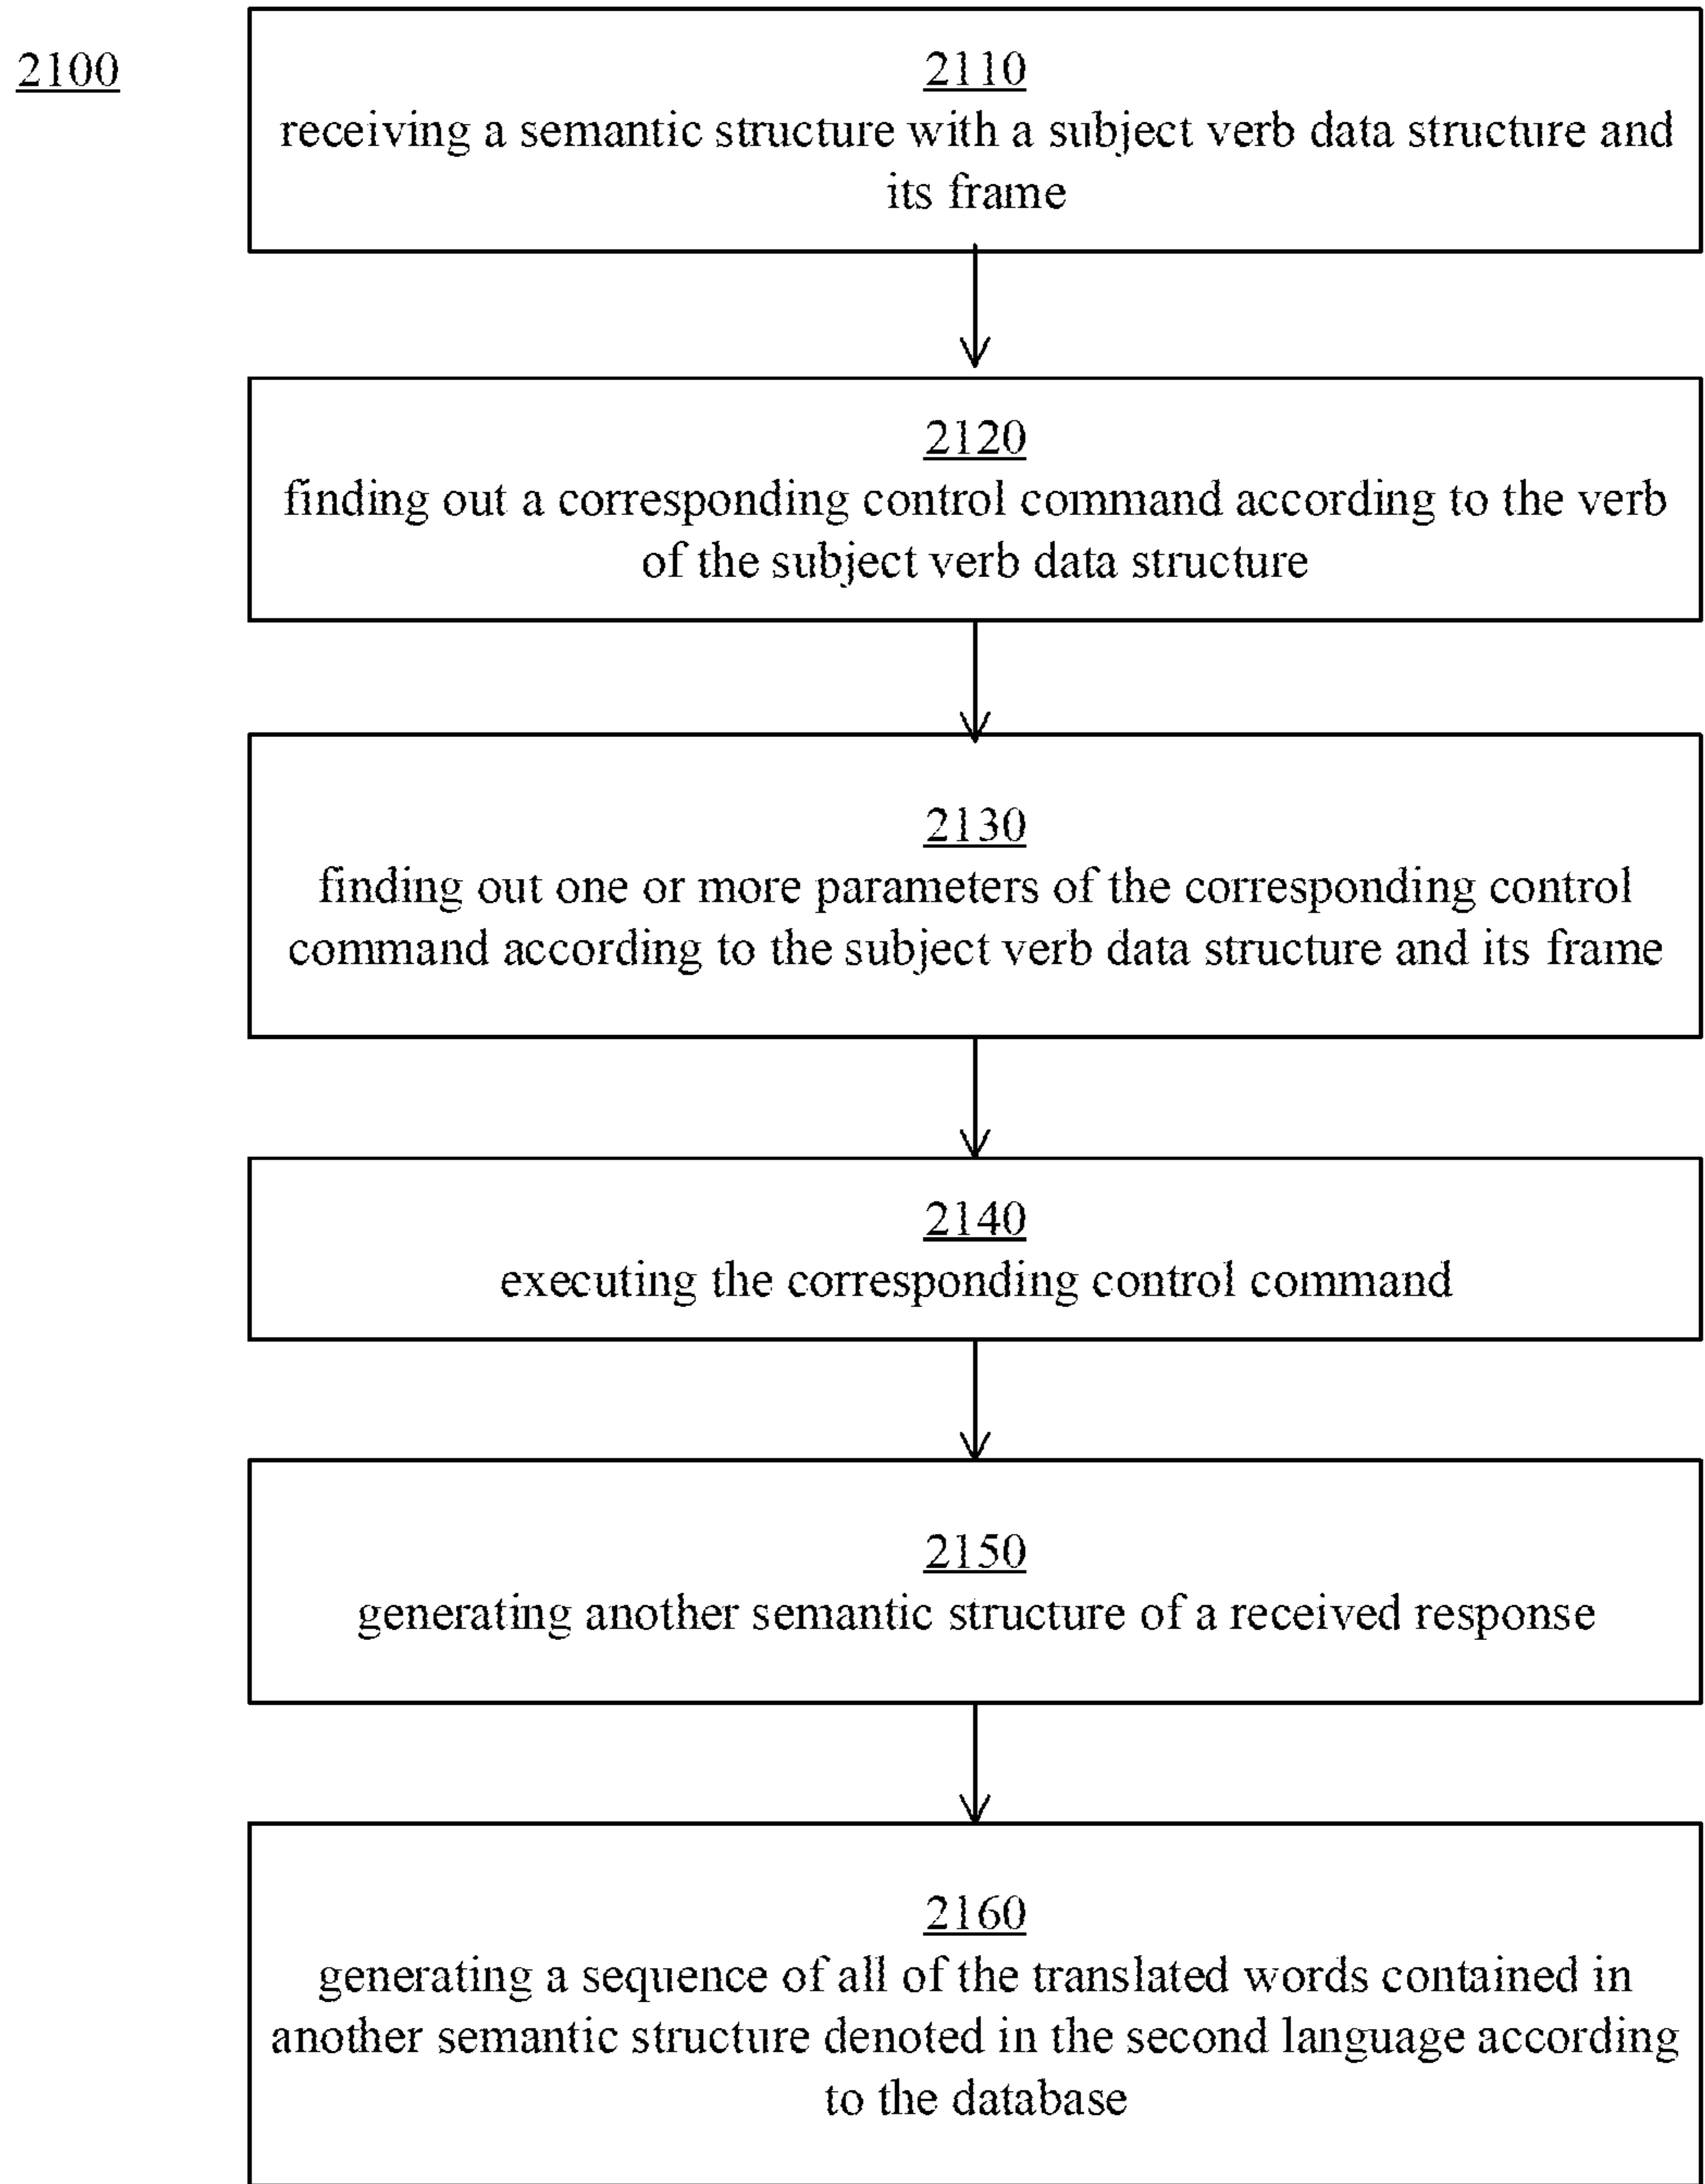 2100
2110
receiving a semantic structure with a subject verb data structure and
its frame
2120
finding out a corresponding control command according to the verb
of the subject verb data structure
2130
finding out one or more parameters of the corresponding control
command according to the subject verb data structure and its frame
2140
executing the corresponding control command
2150
generating another semantic structure of a received response
2160
generating a sequence of all of the translated words contained in
another semantic structure denoted in the second language according
to the database